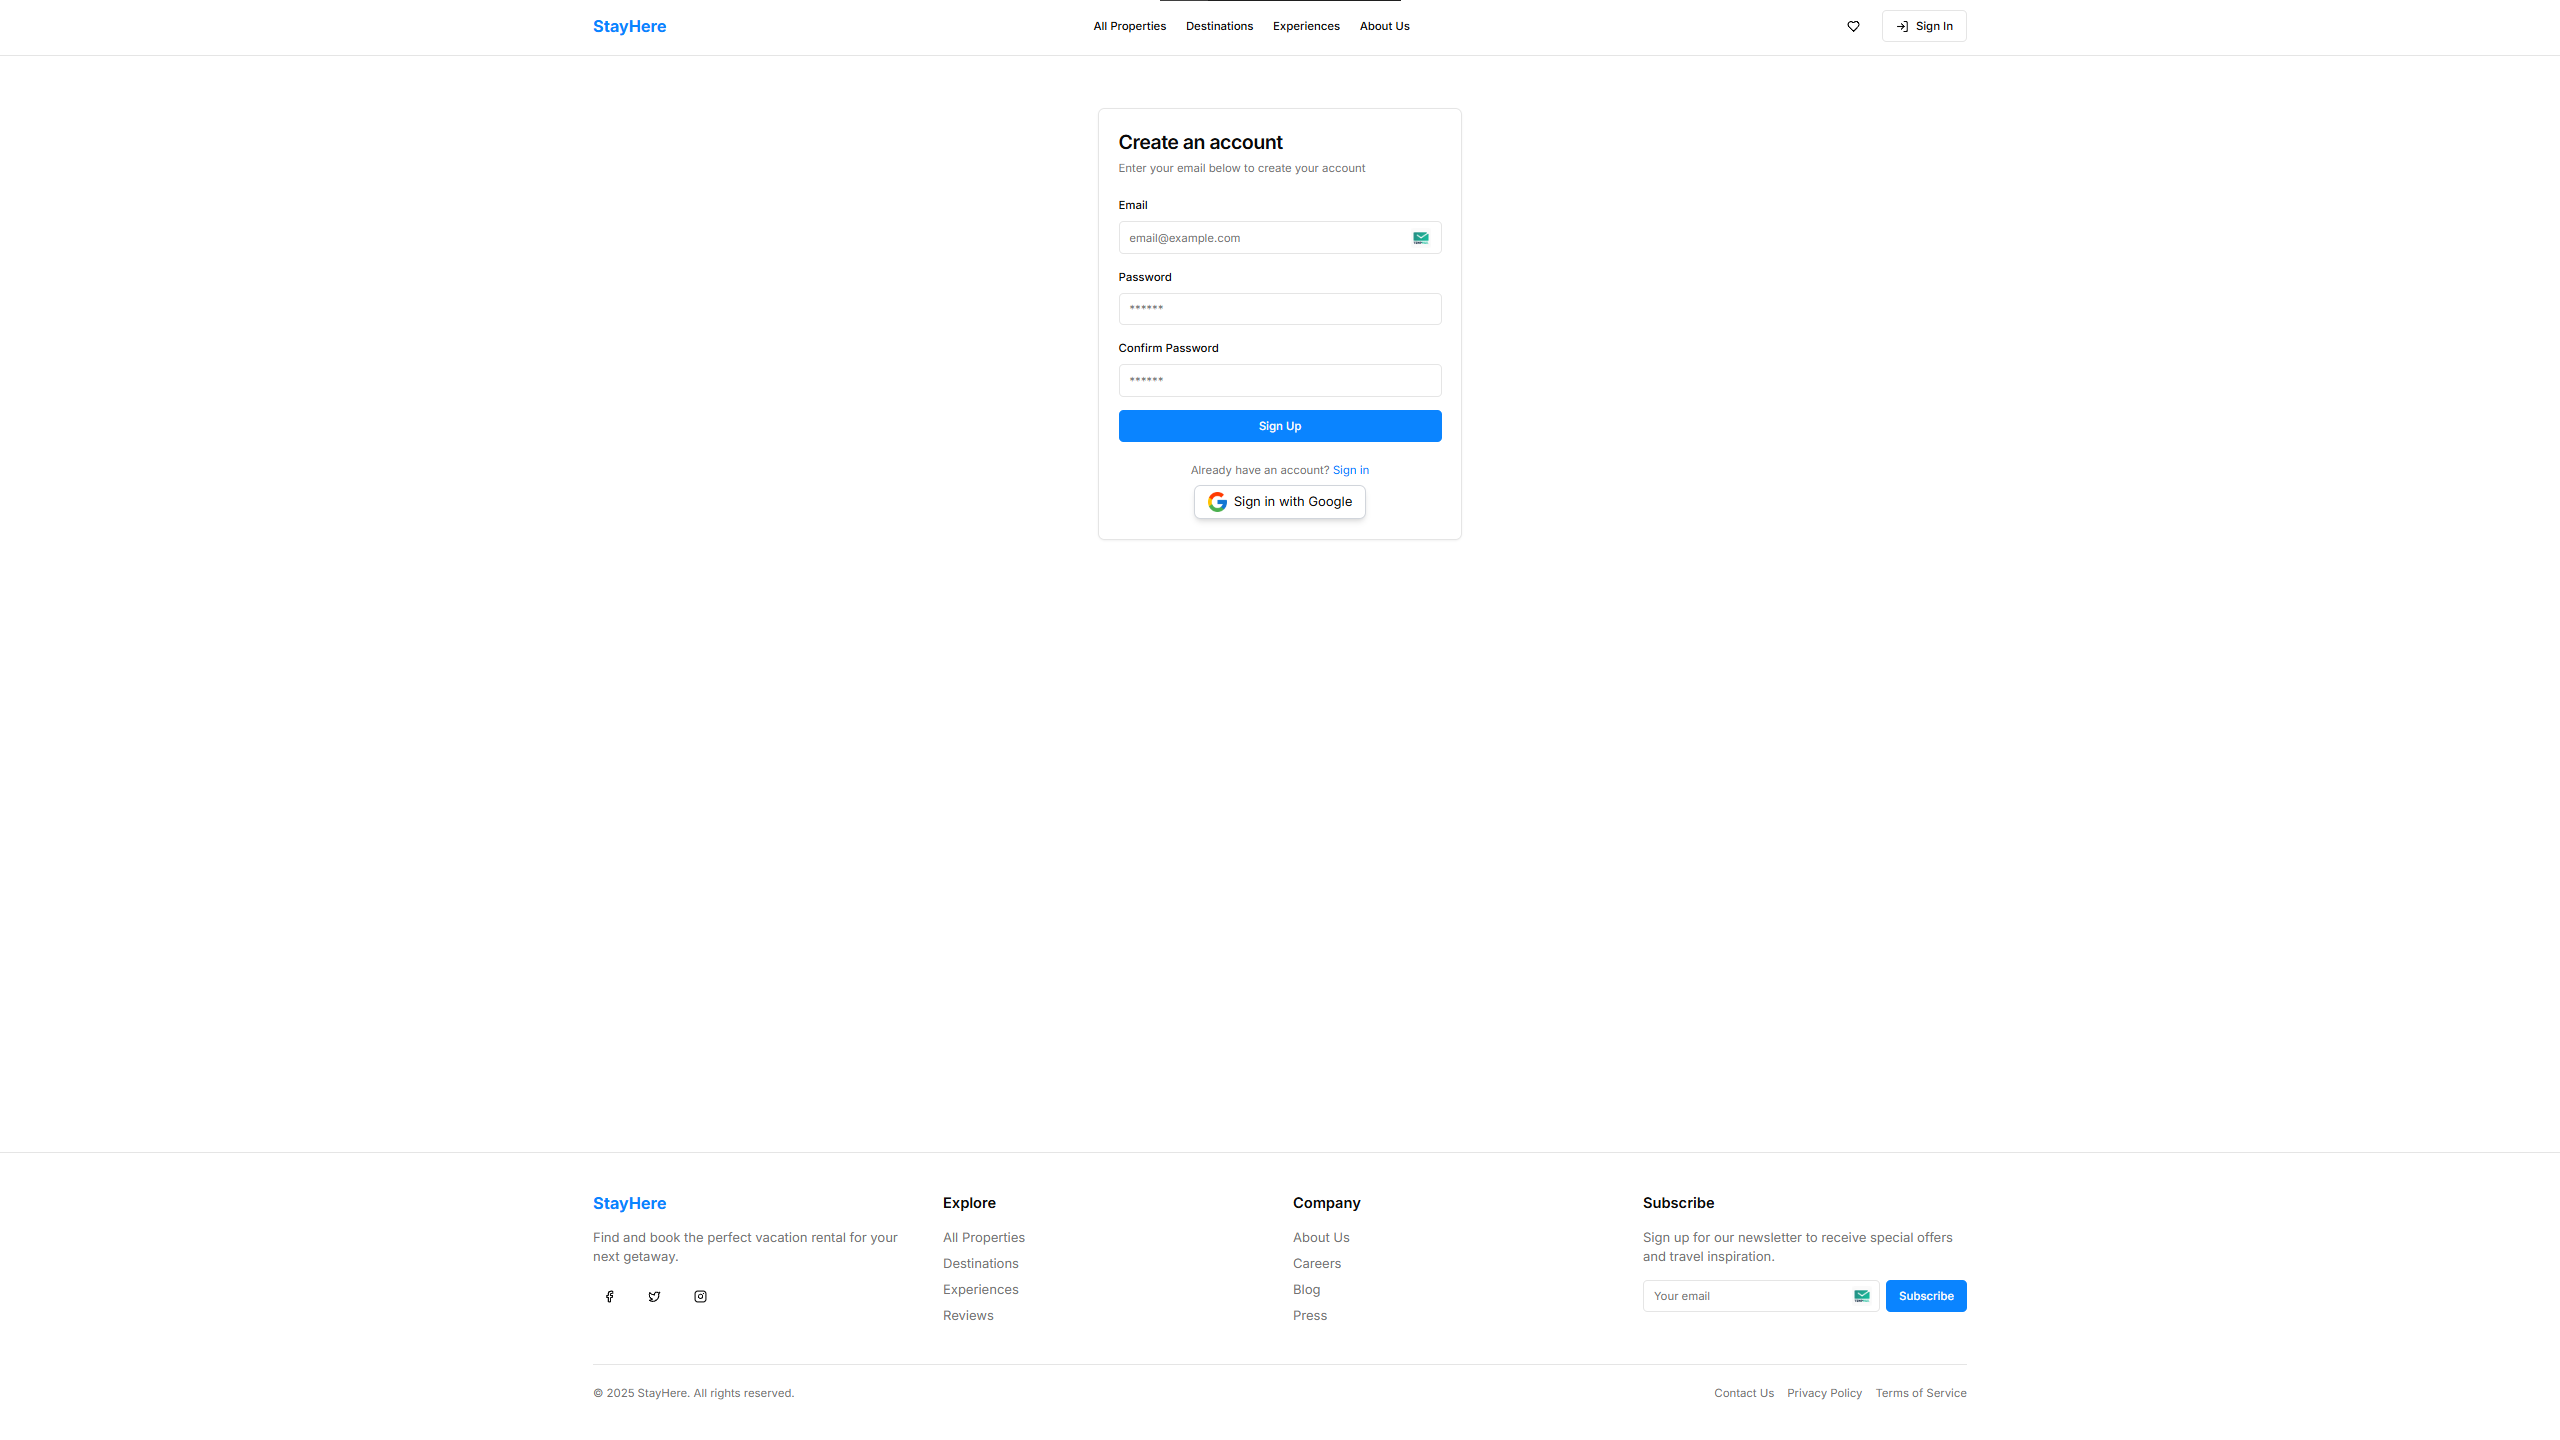 StayHere
All Properties
Destinations
Experiences
About Us
Sign In
Create an account
Enter your email below to create your account
Email
email@example.com
Password
******
Confirm Password
******
Sign Up
Already have an account? Sign in
Sign in with Google
StayHere
Find and book the perfect vacation rental for your
next getaway.
Explore
All Properties
Destinations
Experiences
Reviews
Company
About Us
Careers
Blog
Press
Subscribe
Sign up for our newsletter to receive special offers
and travel inspiration.
Your email
Subscribe
© 2025 StayHere. All rights reserved.
Contact Us
Privacy Policy
Terms of Service